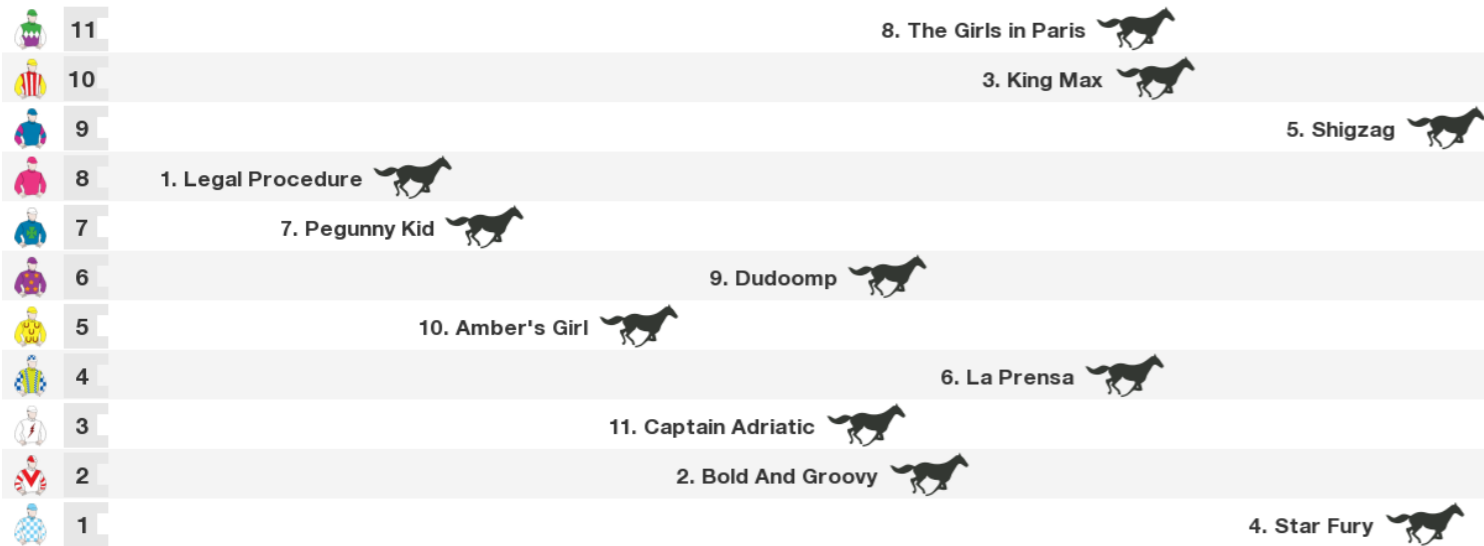 11 8. The Girls in Paris
10 3. King Max
9 5. Shigzag
8 1. Legal Procedure
7 7. Pegunny Kid
6 9. Dudoomp
5 10. Amber's Girl
4 6. La Prensa
3 11. Captain Adriatic
2 2. Bold And Groovy
1 4. Star Fury